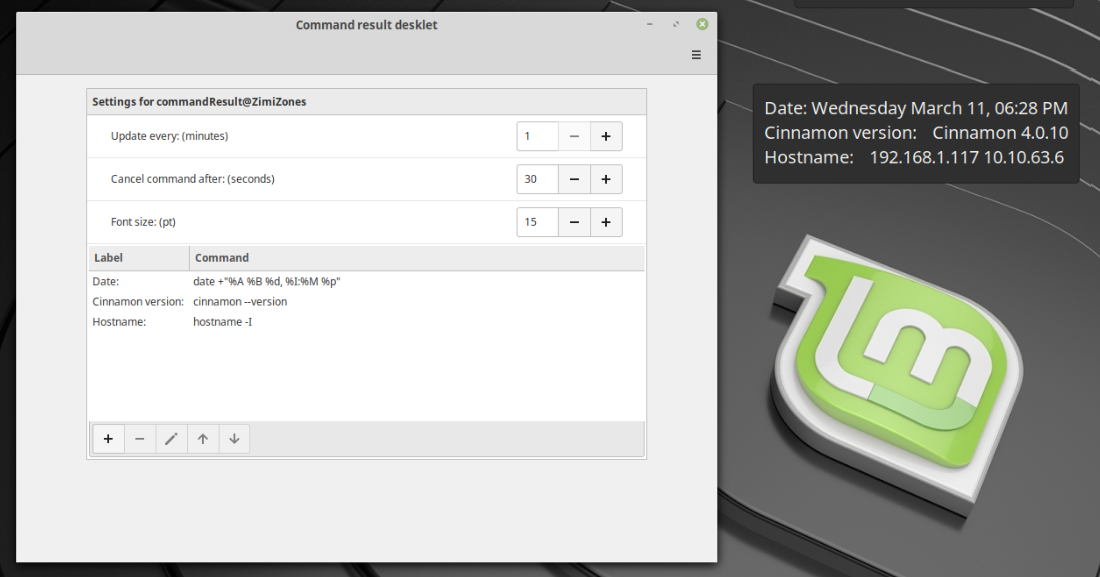 Command result desklet
Settings for commandResult@ZimiZones
Update every: (minutes) 1
Cancel command after: (seconds) 30
Font size: (pt) 15
Label Command
Date: date +"%A %B %d, %I:%M %p"
Cinnamon version: cinnamon --version
Hostname: hostname -I
Date: Wednesday March 11, 06:28 PM
Cinnamon version: Cinnamon 4.0.10
Hostname: 192.168.1.117 10.10.63.6
lm